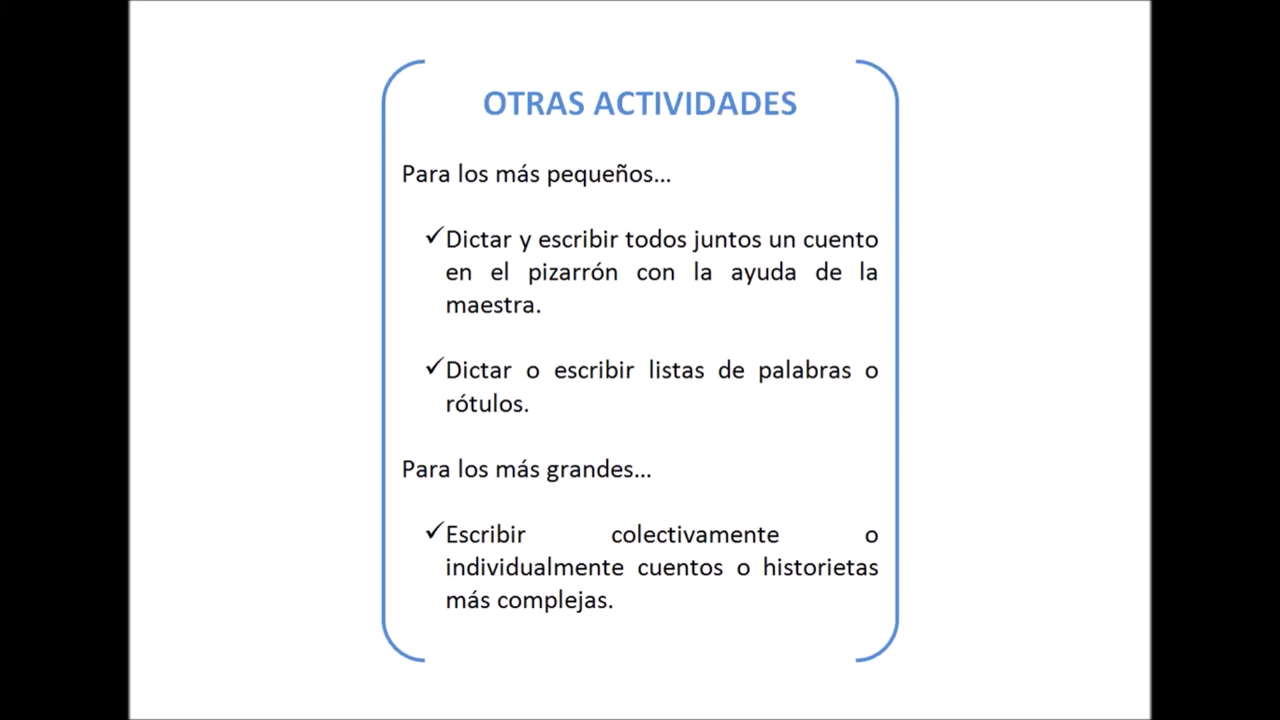 OTRAS ACTIVIDADES
Para los más pequeños...
✓Dictar y escribir todos juntos un cuento
en el pizarrón con la ayuda de la
maestra.
✓Dictar o escribir listas de palabras o
rótulos.
Para los más grandes...
✓Escribir colectivamente o
individualmente cuentos o historietas
más complejas.